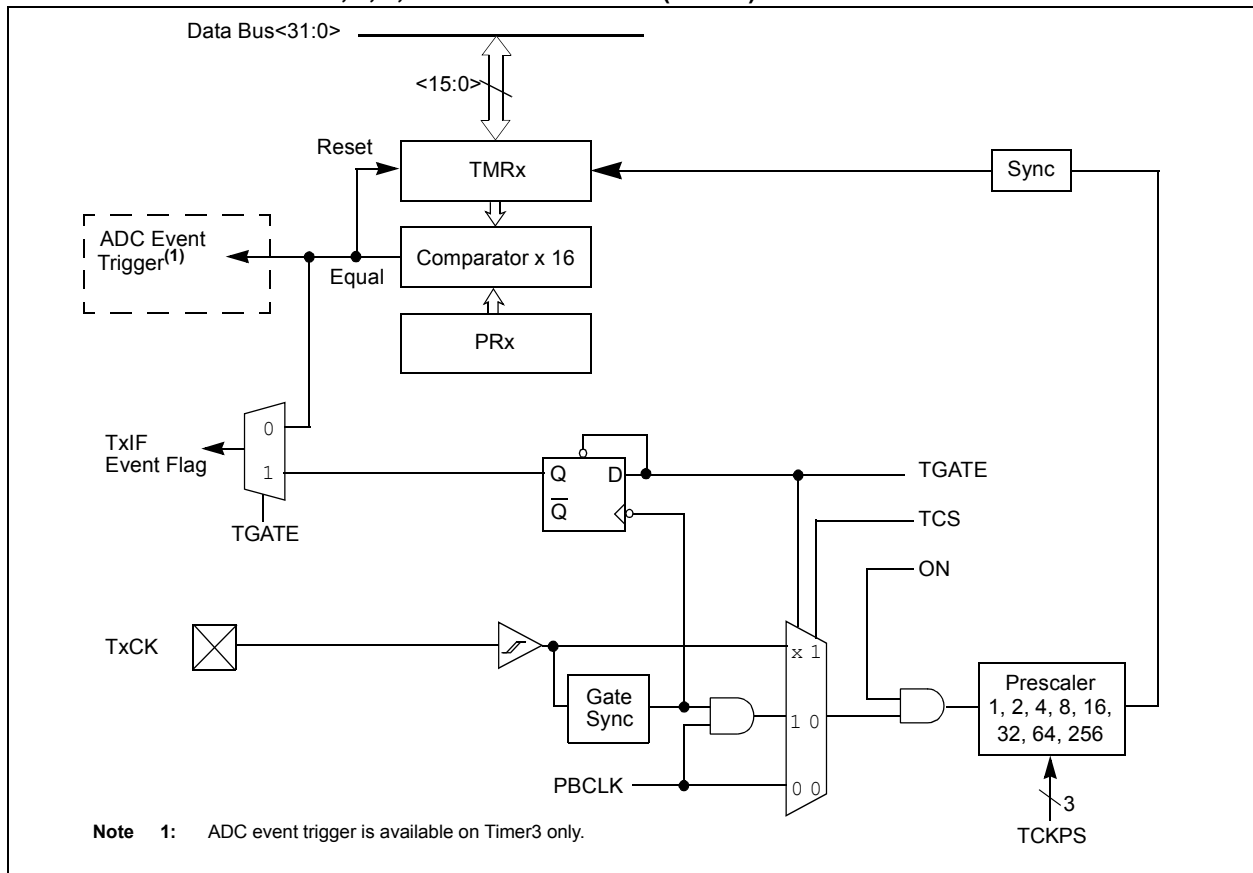 Data Bus<31:0>
<15:0>
Reset
TMRx
Sync
ADC Event
Trigger(1)
Equal
Comparator x 16
PRx
0
1
TxIF
Event Flag
TGATE
Q
D
Q
TGATE
TCS
ON
TxCK
x 1
1 0
0 0
Gate
Sync
PBCLK
Prescaler
1, 2, 4, 8, 16,
32, 64, 256
3
TCKPS
Note 1: ADC event trigger is available on Timer3 only.